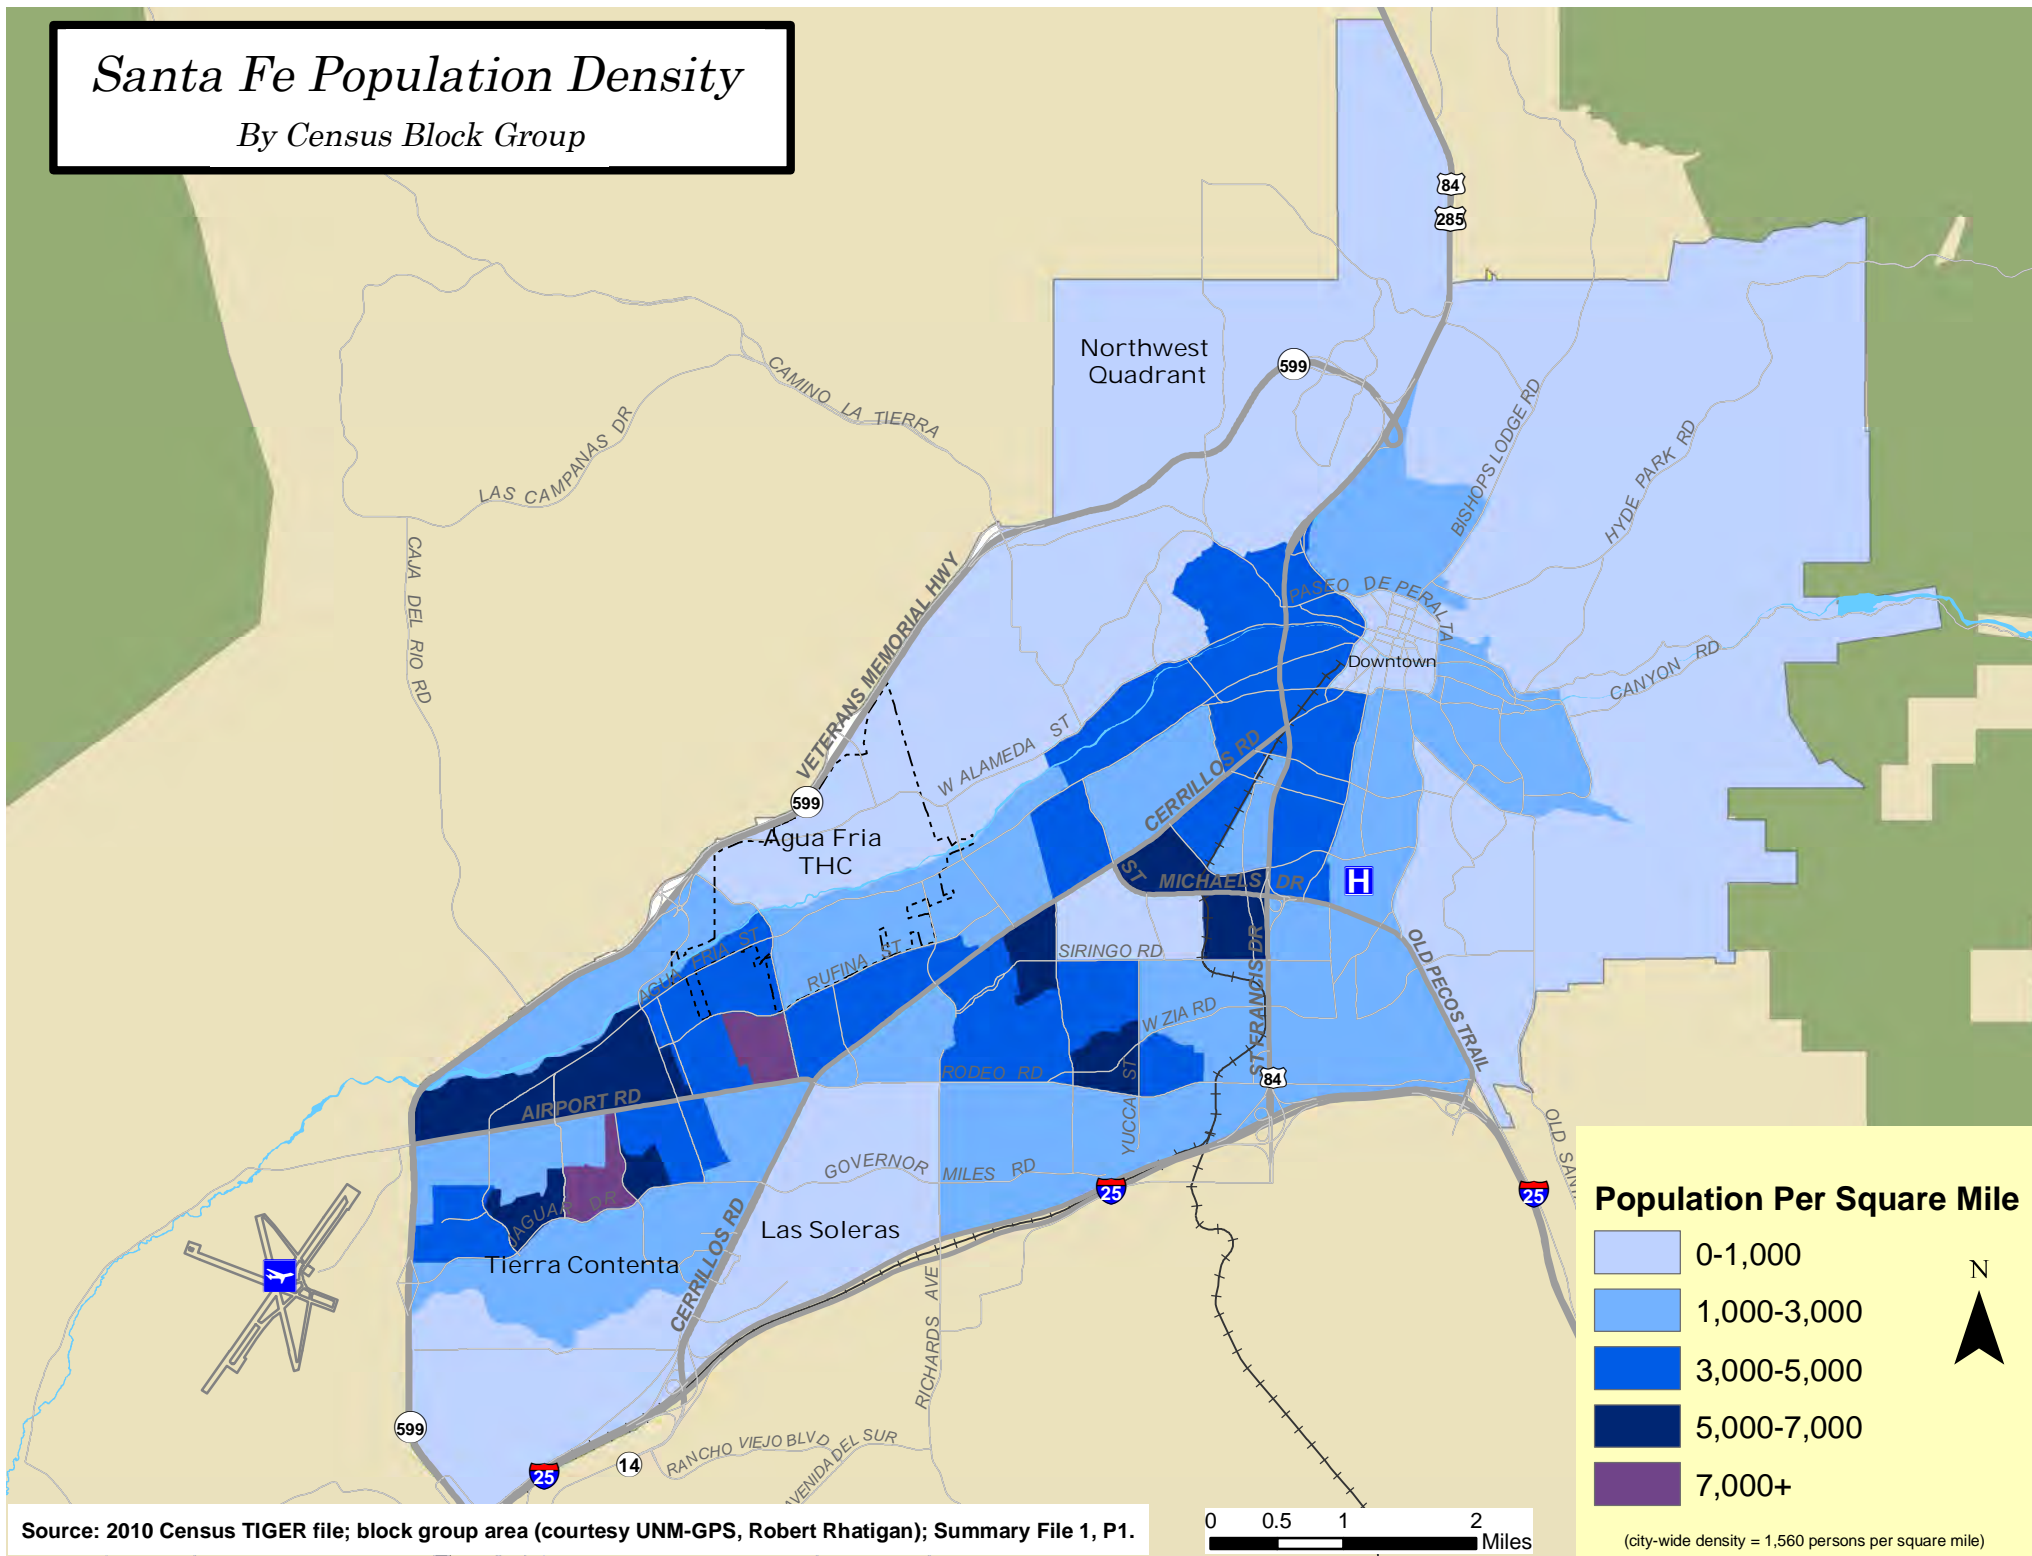 Santa Fe Population Density
By Census Block Group
84
285
Northwest
Quadrant
599
CAMINO LA TIERRA
LAS CAMPANAS DR
BISHOPS LODGE RD
HYDE PARK RD
CAJA DEL RIO RD
VETERANS MEMORIAL HWY
PASEO DE PERALTA
Downtown
CANYON RD
W ALAMEDA ST
CERRILLOS RD
599
Agua Fria
THC
ST MICHAELS DR
H
AGUA FRIA ST
RUFINA ST
SIRINGO RD
ST FRANCIS DR
OLD PECOS TRAIL
W ZIA RD
RODEO RD
YUCCA ST
84
AIRPORT RD
OLD SANT
GOVERNOR MILES RD
25
25
JAGUAR DR
CERRILLOS RD
Las Soleras
Tierra Contenta
RICHARDS AVE
599
25
14
RANCHO VIEJO BLVD
AVENIDA DEL SUR
Population Per Square Mile
0-1,000
1,000-3,000
3,000-5,000
5,000-7,000
7,000+
N
(city-wide density = 1,560 persons per square mile)
Source: 2010 Census TIGER file; block group area (courtesy UNM-GPS, Robert Rhatigan); Summary File 1, P1.
0 0.5 1 2
Miles